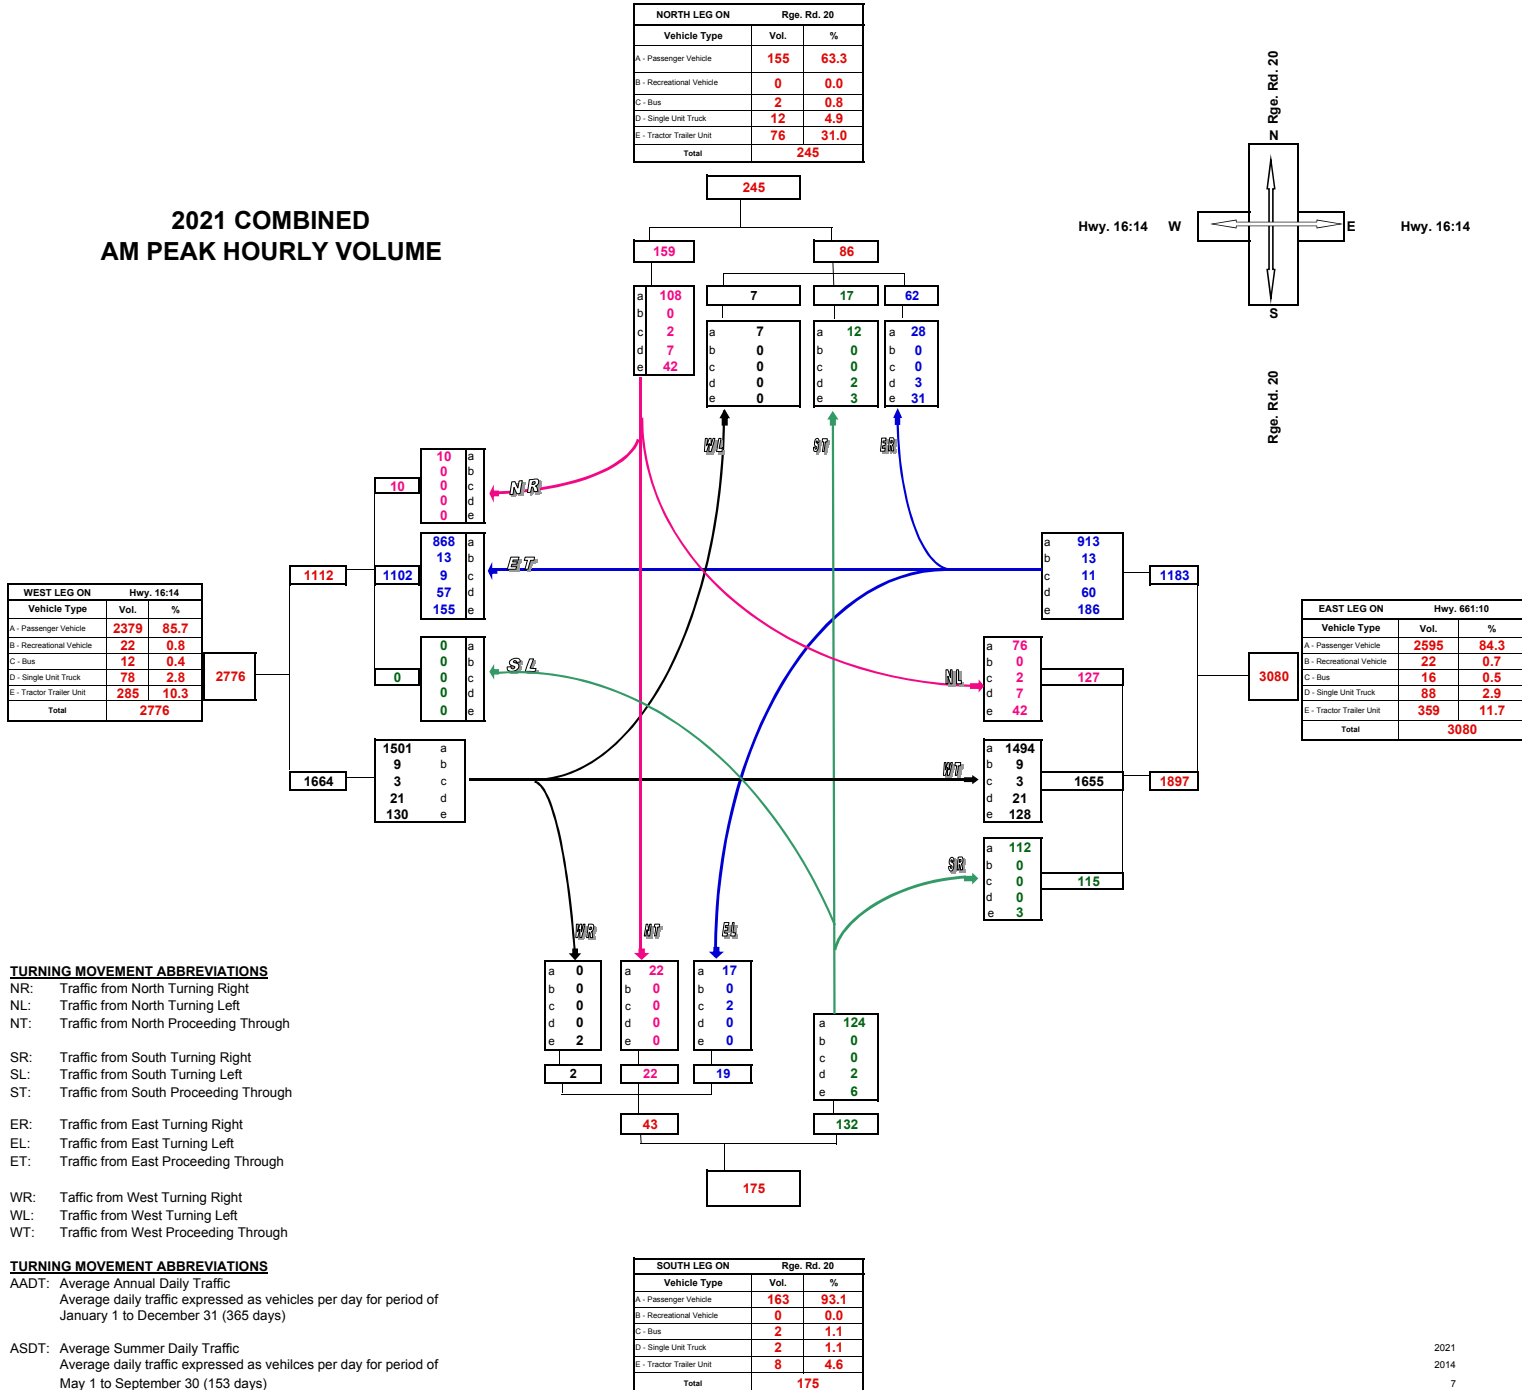 NORTH LEG ON Rge. Rd. 20
Vehicle Type Vol. %
A - Passenger Vehicle 155 63.3
B - Recreational Vehicle 0 0.0
C - Bus 2 0.8
D - Single Unit Truck 12 4.9
E - Tractor Trailer Unit 76 31.0
Total 245
245
2021 COMBINED
AM PEAK HOURLY VOLUME
Rge. Rd. 20
N
Hwy. 16:14 W
E Hwy. 16:14
S
Rge. Rd. 20
159
86
7
17
62
a 108
b 0
c 2
d 7
e 42
a 7
b 0
c 0
d 0
e 0
a 12
b 0
c 0
d 2
e 3
a 28
b 0
c 0
d 3
e 31
WL
ST
ER
10
10 a
0 b
0 c
0 d
0 e
NR
1112
1102
868 a
13 b
9 c
57 d
155 e
ET
0
0 a
0 b
0 c
0 d
0 e
SL
a 913
b 13
c 11
d 60
e 186
1183
WEST LEG ON Hwy. 16:14
Vehicle Type Vol. %
A - Passenger Vehicle 2379 85.7
B - Recreational Vehicle 22 0.8
C - Bus 12 0.4
D - Single Unit Truck 78 2.8
E - Tractor Trailer Unit 285 10.3
Total 2776
2776
EAST LEG ON Hwy. 661:10
Vehicle Type Vol. %
A - Passenger Vehicle 2595 84.3
B - Recreational Vehicle 22 0.7
C - Bus 16 0.5
D - Single Unit Truck 88 2.9
E - Tractor Trailer Unit 359 11.7
Total 3080
3080
NL
a 76
b 0
c 2
d 7
e 42
127
1664
1501 a
9 b
3 c
21 d
130 e
WT
a 1494
b 9
c 3
d 21
e 128
1655
1897
SR
a 112
b 0
c 0
d 0
e 3
115
WR
NT
EL
a 0
b 0
c 0
d 0
e 2
a 22
b 0
c 0
d 0
e 0
a 17
b 0
c 2
d 0
e 0
a 124
b 0
c 0
d 2
e 6
2
22
19
43
132
175
TURNING MOVEMENT ABBREVIATIONS
NR: Traffic from North Turning Right
NL: Traffic from North Turning Left
NT: Traffic from North Proceeding Through
SR: Traffic from South Turning Right
SL: Traffic from South Turning Left
ST: Traffic from South Proceeding Through
ER: Traffic from East Turning Right
EL: Traffic from East Turning Left
ET: Traffic from East Proceeding Through
WR: Taffic from West Turning Right
WL: Traffic from West Turning Left
WT: Traffic from West Proceeding Through
TURNING MOVEMENT ABBREVIATIONS
AADT: Average Annual Daily Traffic
Average daily traffic expressed as vehicles per day for period of
January 1 to December 31 (365 days)
ASDT: Average Summer Daily Traffic
Average daily traffic expressed as vehilces per day for period of
May 1 to September 30 (153 days)
SOUTH LEG ON Rge. Rd. 20
Vehicle Type Vol. %
A - Passenger Vehicle 163 93.1
B - Recreational Vehicle 0 0.0
C - Bus 2 1.1
D - Single Unit Truck 2 1.1
E - Tractor Trailer Unit 8 4.6
Total 175
2021
2014
7